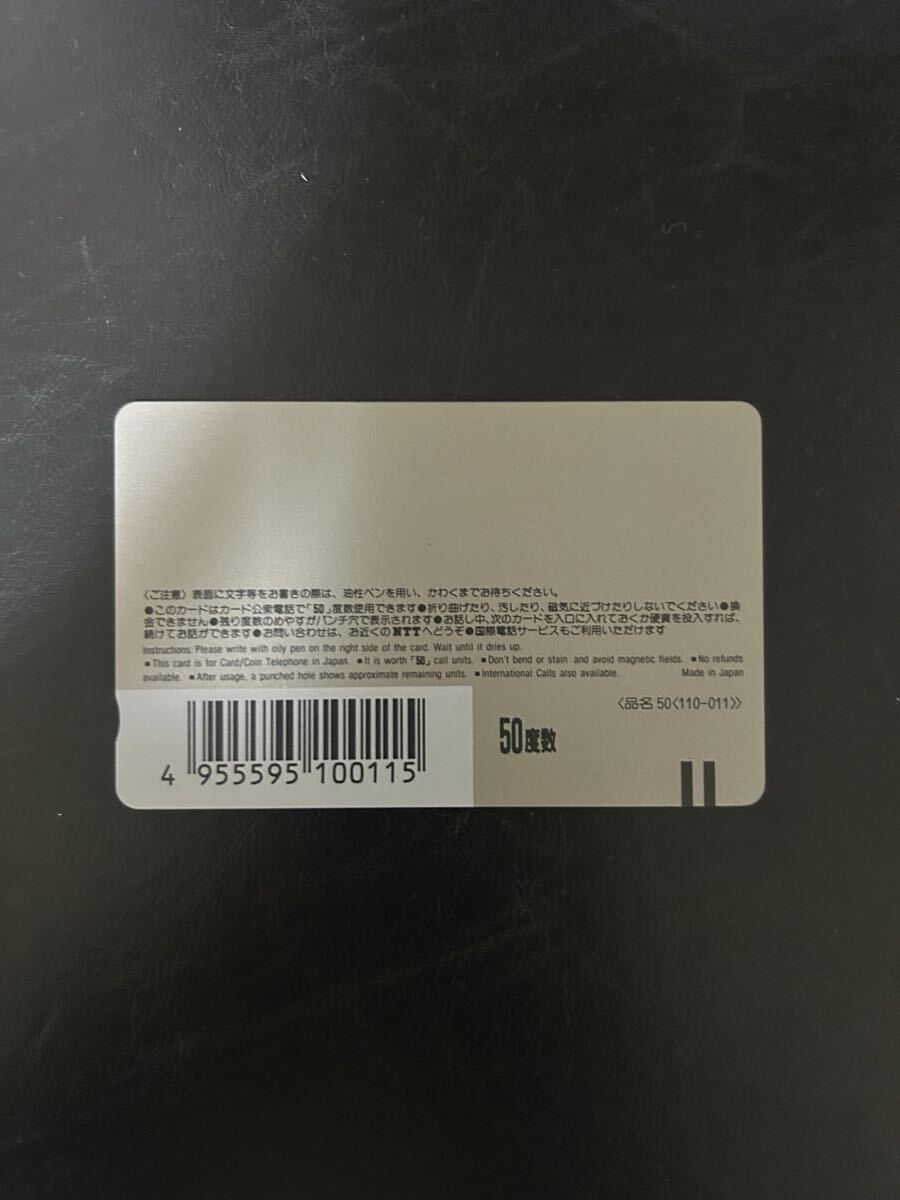 〈ご注意〉表面に文字等をお書きの際は、油性ペンを用い、かわくまでお待ちください。
●このカードはカード公衆電話で「50」度数使用できます●折り曲げたり、汚したり、磁気に近づけたりしないでください●換
金できません●残り度数のめやすがパンチ穴で表示されます●お話し中、次のカードを入口に入れておくか硬貨を投入すれば、
続けてお話ができます●お問い合わせは、お近くのNTTへどうぞ●国際電話サービスもご利用いただけます
Instructions: Please write with oily pen on the right side of the card. Wait until it dries up.
■This card is for Card/Coin Telephone in Japan. ■It is worth「50」call units. ■Don't bend or stain and avoid magnetic fields. ■No refunds
available. ■After usage, a punched hole shows approximate remaining units. ■International Calls also available. Made in Japan
〈品名 50〈110-011〉〉
50度数
4 955595 100115